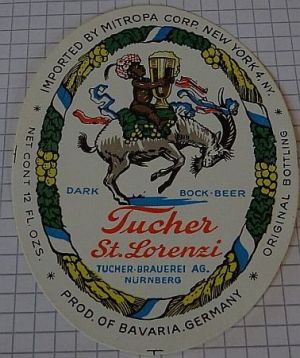 IMPORTED BY MITROPA CORP. NEW YORK 4, NY.
NET CONT. 12 FL. OZS.
ORIGINAL BOTTLING
DARK BOCK-BEER
Tucher
St. Lorenzi
TUCHER-BRAUEREI AG.
NÜRNBERG
PROD. OF BAVARIA. GERMANY